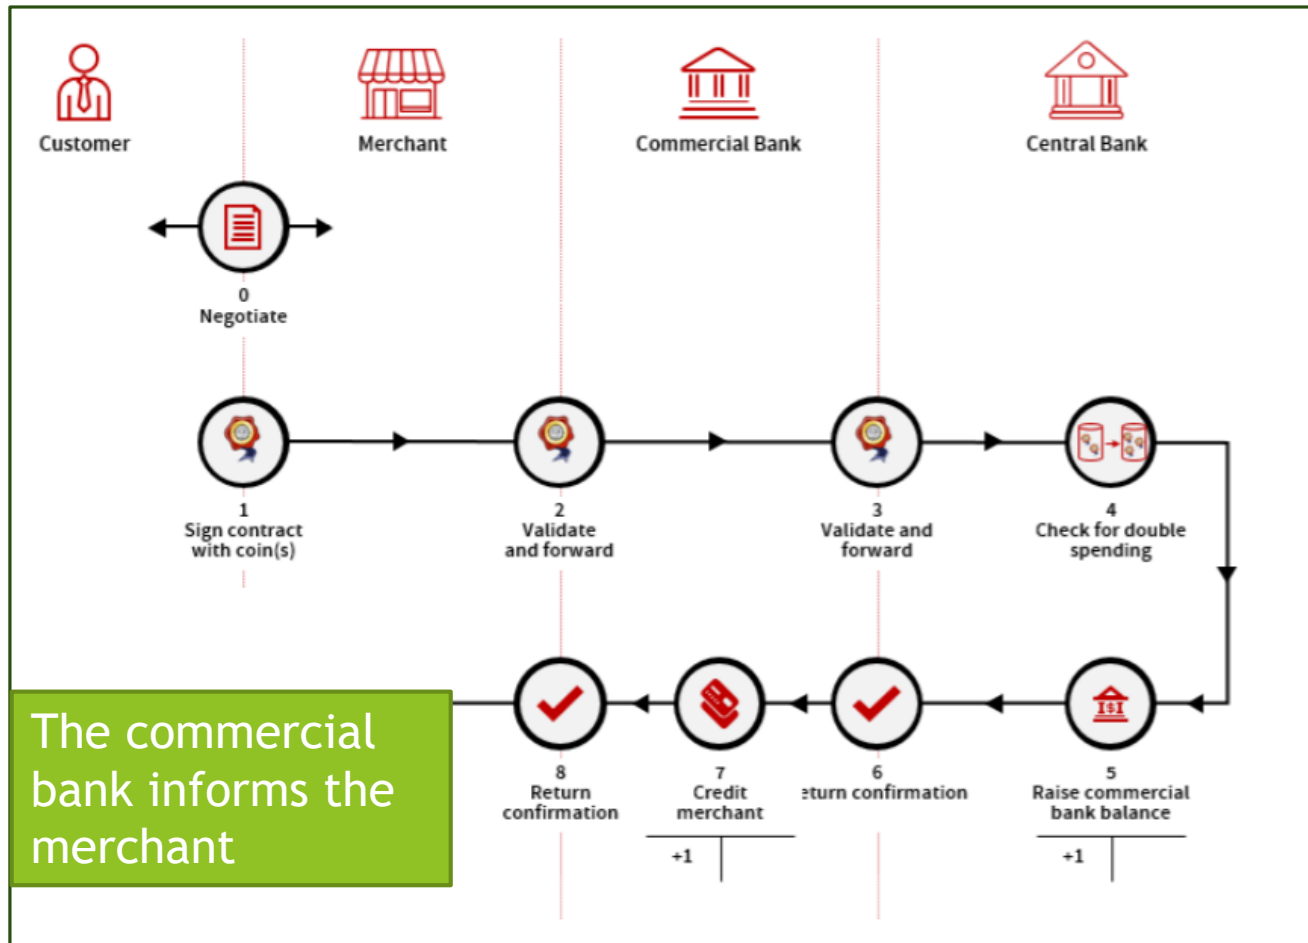 Customer
Merchant
Commercial Bank
Central Bank
0
Negotiate
1
Sign contract
with coin(s)
2
Validate
and forward
3
Validate and
forward
4
Check for double
spending
The commercial
bank informs the
merchant
8
Return
confirmation
7
Credit
merchant
+1
6
eturn confirmation
5
Raise commercial
bank balance
+1